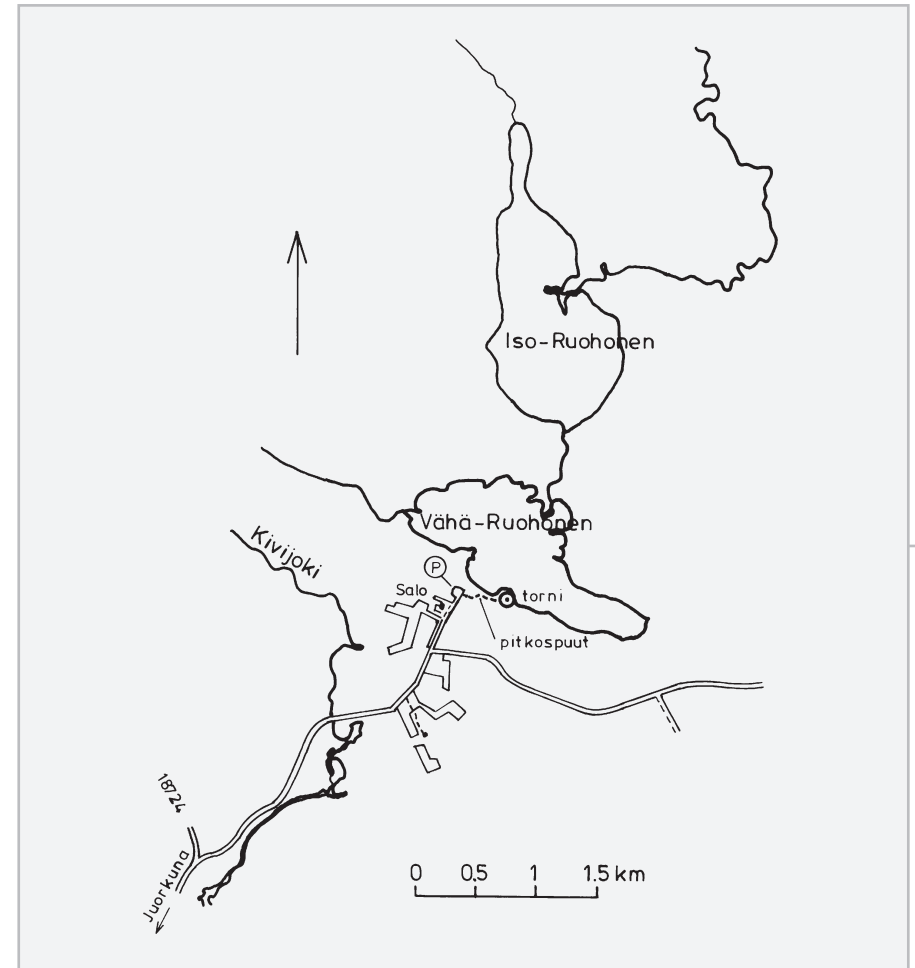 Iso-Ruohonen
Vähä-Ruohonen
Kivijoki
P
Salo
torni
pitkospuut
18724
Juorkuna
0 0.5 1 1.5 km